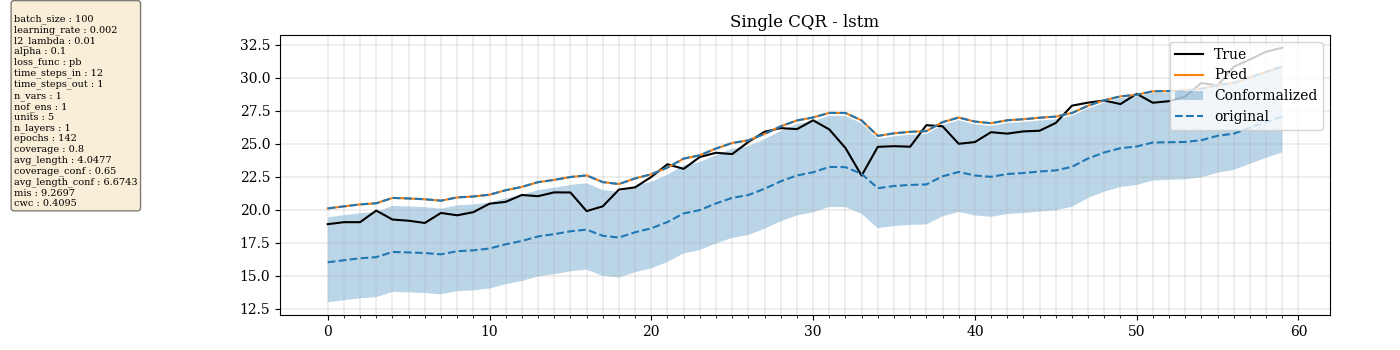 batch_size : 100
learning_rate : 0.002
l2_lambda : 0.01
alpha : 0.1
loss_func : pb
time_steps_in : 12
time_steps_out : 1
n_vars : 1
nof_ens : 1
units : 5
n_layers : 1
epochs : 142
coverage : 0.8
avg_length : 4.0477
coverage_conf : 0.65
avg_length_conf : 6.6743
mis : 9.2697
cwc : 0.4095
Single CQR - lstm
32.5
30.0
27.5
25.0
22.5
20.0
17.5
15.0
12.5
0 10 20 30 40 50 60
True
Pred
Conformalized
original